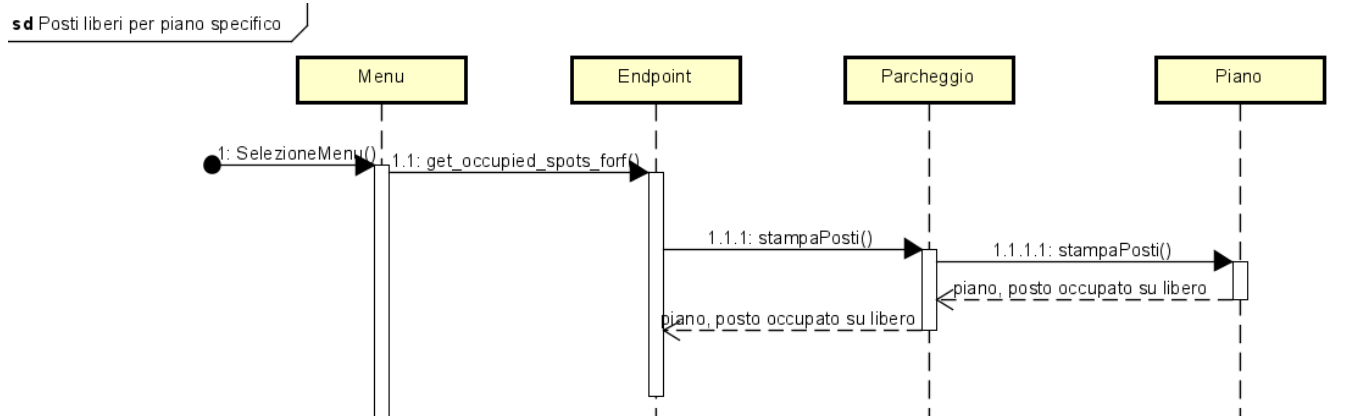 sd Posti liberi per piano specifico
Menu
Endpoint
Parcheggio
Piano
1: SelezioneMenu()
1.1: get_occupied_spots_forf()
1.1.1: stampaPosti()
1.1.1.1: stampaPosti()
piano, posto occupato su libero
piano, posto occupato su libero